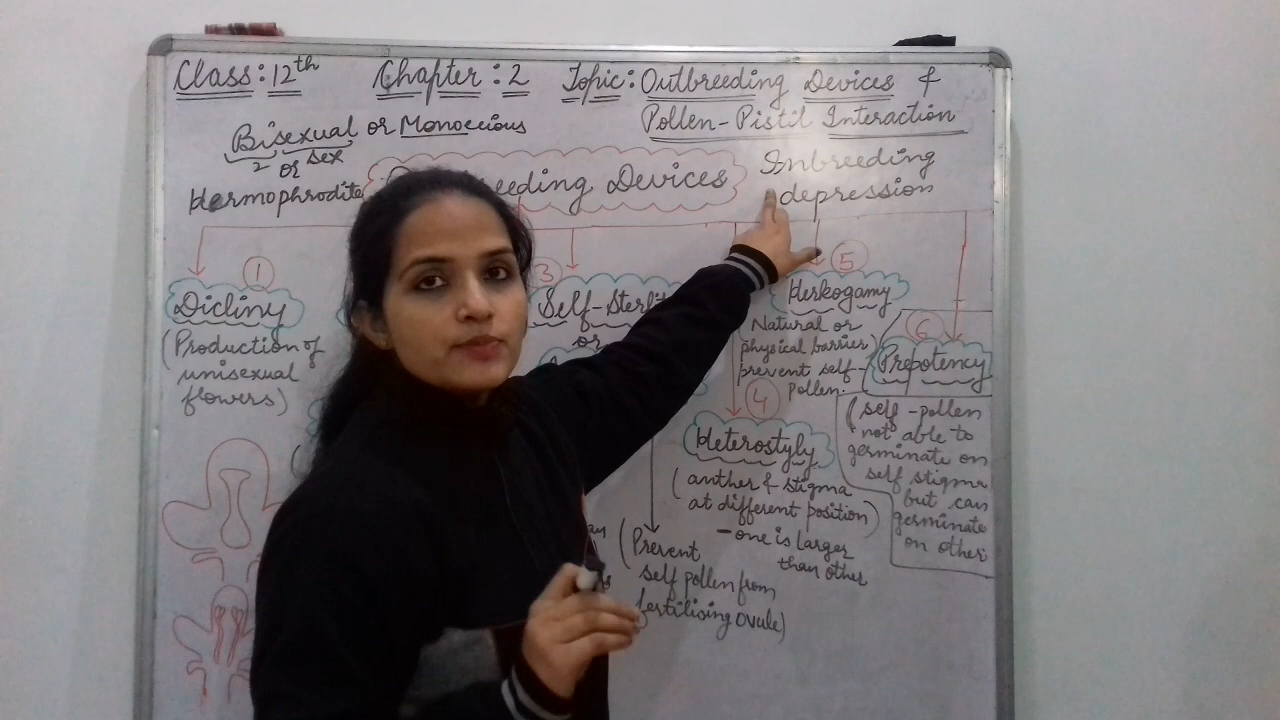 Class: 12th Chapter: 2 Topic: Outbreeding Devices &
Pollen-Pistil Interaction
Bisexual or Monoecious
2 sex
or
Hermophrodite
breeding Devices
Inbreeding
depression
1
Dicliny
(Production of
unisexual
flowers)
3
Self-Sterili
or
4
Heterostyly
(anther & stigma
at different position)
- one is larger
than other
(Prevent
self pollen from
fertilising ovule)
5
Herkogamy
(Natural or
physical barrier)
prevent self-
pollen.
6
Prepotency
(self-pollen
not able to
germinate on
self stigma
but can
germinate
on other